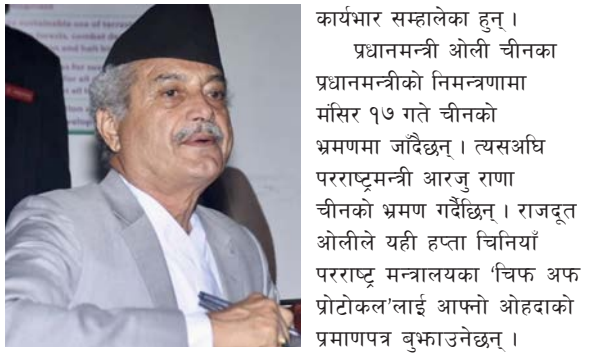 कार्यभार सम्हालेका हुन् ।
प्रधानमन्त्री ओली चीनका
प्रधानमन्त्रीको निमन्त्रणामा
मंसिर १७ गते चीनको
भ्रमणमा जाँदैछन् । त्यसअघि
परराष्ट्रमन्त्री आरजु राणा
चीनको भ्रमण गर्दैछिन् । राजदूत
ओलीले यही हप्ता चिनियाँ
परराष्ट्र मन्त्रालयका ‘चिफ अफ
प्रोटोकल’लाई आफ्नो ओहदाको
प्रमाणपत्र बुझाउनेछन् ।